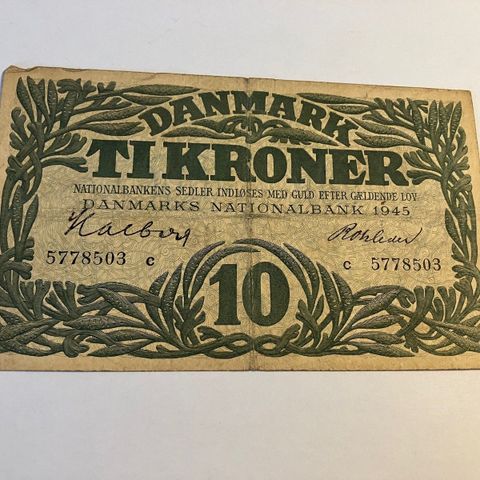 DANMARK
TI KRONER
NATIONALBANKENS SEDLER INDLØSES MED GULD EFTER GÆLDENDE LOV
DANMARKS NATIONALBANK 1945
5778503 C C 5778503
10